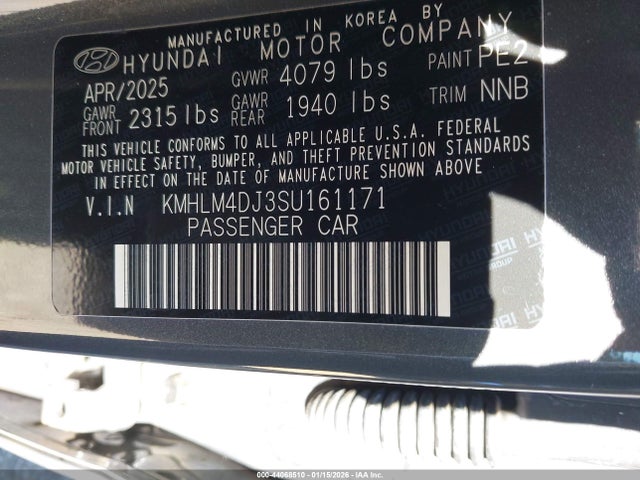 MANUFACTURED IN KOREA BY
HYUNDAI MOTOR COMPANY
APR/2025 GVWR 4079 lbs PAINT PE2
GAWR FRONT 2315 lbs GAWR REAR 1940 lbs TRIM NNB
THIS VEHICLE CONFORMS TO ALL APPLICABLE U.S.A. FEDERAL
MOTOR VEHICLE SAFETY, BUMPER, AND THEFT PREVENTION STANDARDS
IN EFFECT ON THE DATE OF MANUFACTURE SHOWN ABOVE
V.I.N KMHLM4DJ3SU161171
PASSENGER CAR
HYUNDAI
GROUP
000-44068510 - 01/15/2026 - IAA Inc.